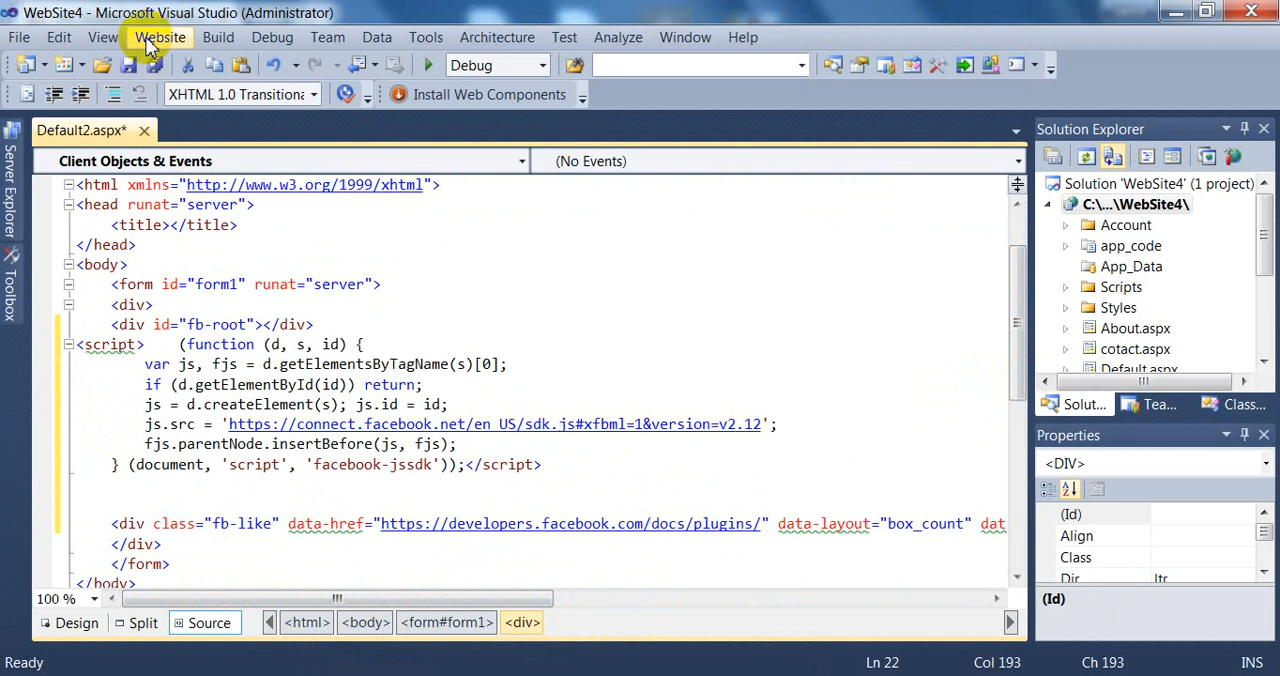 WebSite4 - Microsoft Visual Studio (Administrator)
File Edit View Website Build Debug Team Data Tools Architecture Test Analyze Window Help
Debug
XHTML 1.0 Transitiona Install Web Components
Server Explorer
Toolbox
Default2.aspx*
Client Objects & Events (No Events)
<html xmlns="http://www.w3.org/1999/xhtml">
<head runat="server">
<title></title>
</head>
<body>
<form id="form1" runat="server">
<div>
<div id="fb-root"></div>
<script> (function (d, s, id) {
var js, fjs = d.getElementsByTagName(s)[0];
if (d.getElementById(id)) return;
js = d.createElement(s); js.id = id;
js.src = 'https://connect.facebook.net/en_US/sdk.js#xfbml=1&version=v2.12';
fjs.parentNode.insertBefore(js, fjs);
} (document, 'script', 'facebook-jssdk'));</script>
<div class="fb-like" data-href="https://developers.facebook.com/docs/plugins/" data-layout="box_count" dat
</div>
</form>
</body>
100 %
Design Split Source <html> <body> <form#form1> <div>
Solution Explorer
Solution 'WebSite4' (1 project)
C:\...\WebSite4\
Account
app_code
App_Data
Scripts
Styles
About.aspx
cotact.aspx
Default.aspx
Solut... Tea... Class...
Properties
<DIV>
(Id)
Align
Class
Dir ltr
(Id)
Ready Ln 22 Col 193 Ch 193 INS